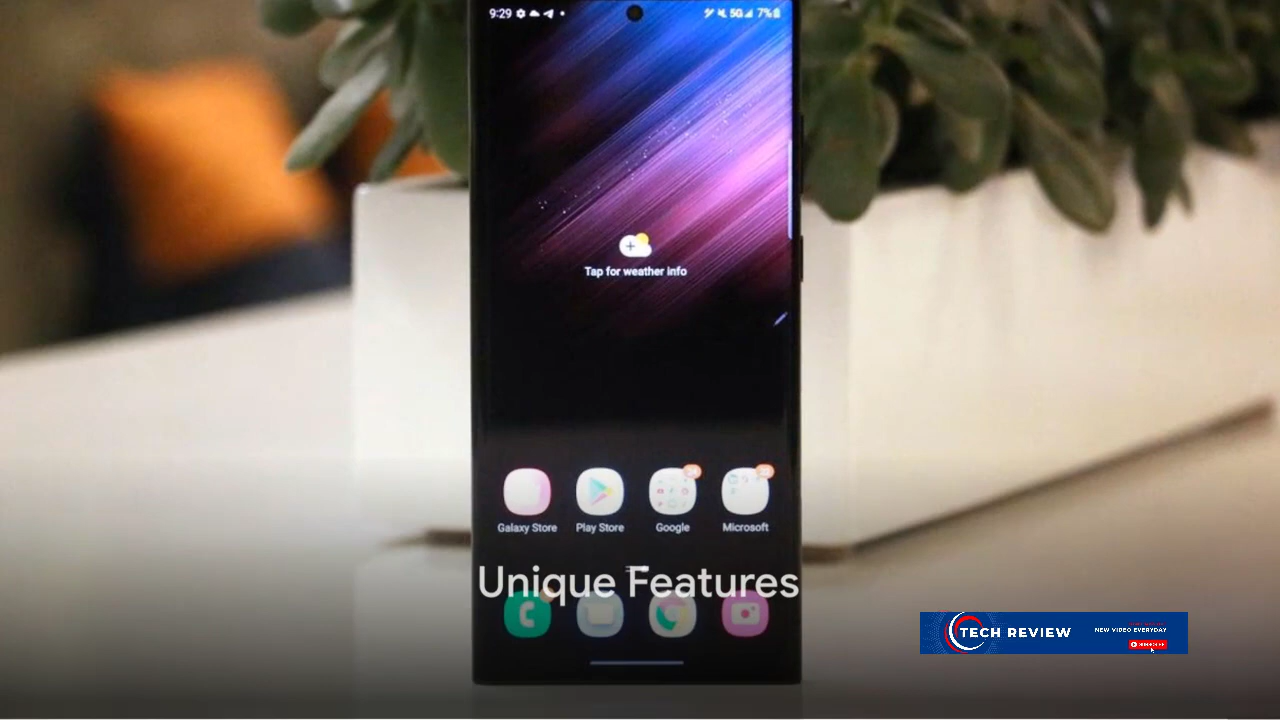 9:29
5G 7%
Tap for weather info
Galaxy Store Play Store Google Microsoft
Unique Features
TECH REVIEW
NEW VIDEO EVERYDAY
SUBSCRIBE